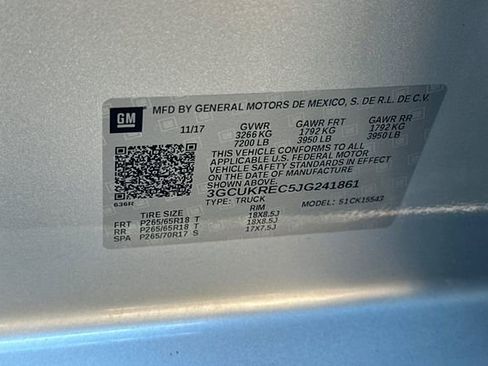 GM
MFD BY GENERAL MOTORS DE MEXICO, S. DE R.L. DE C.V.
11/17 GVWR GAWR FRT GAWR RR
3266 KG 1792 KG 1792 KG
7200 LB 3950 LB 3950 LB
THIS VEHICLE CONFORMS TO ALL
APPLICABLE U.S. FEDERAL MOTOR
VEHICLE SAFETY STANDARDS IN
EFFECT ON THE DATE OF
MANUFACTURE SHOWN ABOVE.
3GCUKREC5JG241861
TYPE: TRUCK MODEL: 51CK15543
636R
TIRE SIZE RIM
FRT P265/65R18 T 18X8.5J
RR P265/65R18 T 18X8.5J
SPA P265/70R17 S 17X7.5J